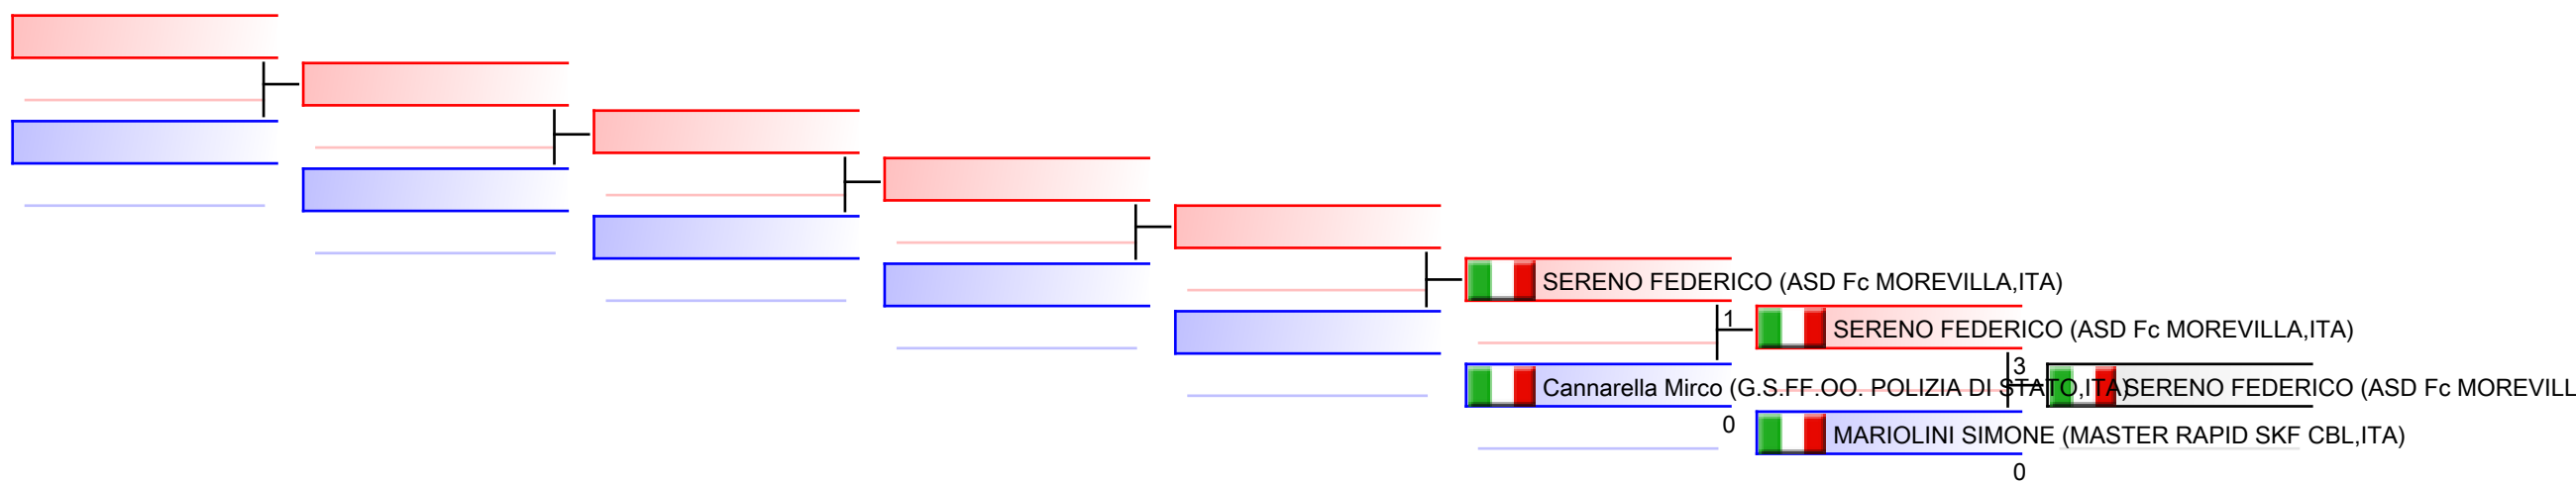 SERENO FEDERICO (ASD Fc MOREVILLA,ITA)
1
SERENO FEDERICO (ASD Fc MOREVILLA,ITA)
3
Cannarella Mirco (G.S.FF.OO. POLIZIA DI STATO,ITA)
SERENO FEDERICO (ASD Fc MOREVILL
0
MARIOLINI SIMONE (MASTER RAPID SKF CBL,ITA)
0